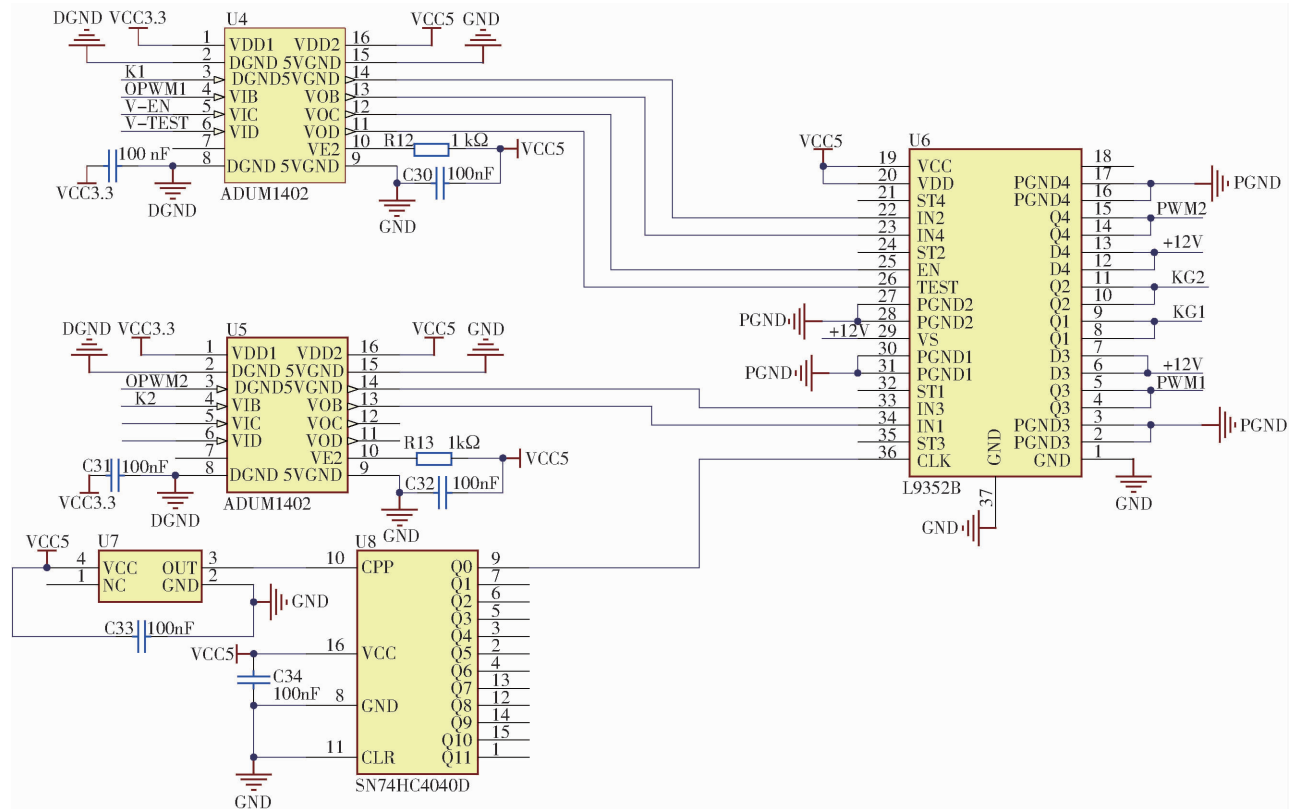 DGND VCC3.3 U4 VCC5 GND
1 VDD1 VDD2 16
2 DGND 5VGND 15
K1 3 DGND5VGND 14
OPWM1 4 VIB VOB 13
V-EN 5 VIC VOC 12
V-TEST 6 VID VOD 11
7 VE2 10 R12 1 kΩ VCC5
100 nF 8 DGND 5VGND 9
C30 100nF
VCC3.3 DGND ADUM1402 GND
DGND VCC3.3 U5 VCC5 GND
1 VDD1 VDD2 16
2 DGND 5VGND 15
OPWM2 3 DGND5VGND 14
K2 4 VIB VOB 13
5 VIC VOC 12
6 VID VOD 11
7 VE2 10 R13 1kΩ VCC5
C31 100nF 8 DGND 5VGND 9
C32 100nF
VCC3.3 DGND ADUM1402 GND
VCC5 U7
4 VCC OUT 3
1 NC GND 2
GND
C33 100nF
U8
10 CPP Q0 9
Q1 7
Q2 6
Q3 5
Q4 3
VCC5 16 VCC Q5 2
Q6 4
C34 Q7 13
100nF 8 GND Q8 12
Q9 14
Q10 15
11 CLR Q11 1
GND SN74HC4040D
VCC5 U6
19 VCC 18
20 VDD PGND4 17 PGND
21 ST4 PGND4 16
22 IN2 Q4 15 PWM2
23 IN4 Q4 14
24 ST2 D4 13 +12V
25 EN D4 12
26 TEST Q2 11 KG2
27 PGND2 Q2 10
PGND 28 PGND2 Q1 9 KG1
+12V 29 VS Q1 8
30 PGND1 D3 7
PGND 31 PGND1 D3 6 +12V
32 ST1 Q3 5 PWM1
33 IN3 Q3 4
34 IN1 PGND3 3 PGND
35 ST3 PGND3 2
36 CLK GND GND 1
L9352B GND
GND 37